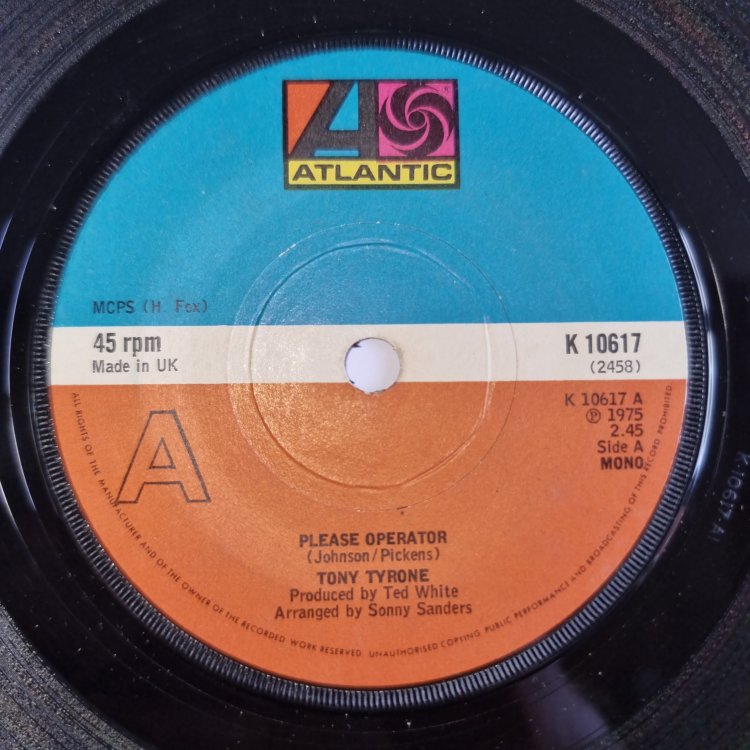 ATLANTIC
MCPS (H. Fox)
45 rpm
Made in UK
K 10617
(2458)
K 10617 A
℗ 1975
2.45
Side A
MONO
A
PLEASE OPERATOR
(Johnson/Pickens)
TONY TYRONE
Produced by Ted White
Arranged by Sonny Sanders
ALL RIGHTS OF THE MANUFACTURER AND OF THE OWNER OF THE RECORDED WORK RESERVED. UNAUTHORISED COPYING PUBLIC PERFORMANCE AND BROADCASTING OF THIS RECORD PROHIBITED
K·10617·A1